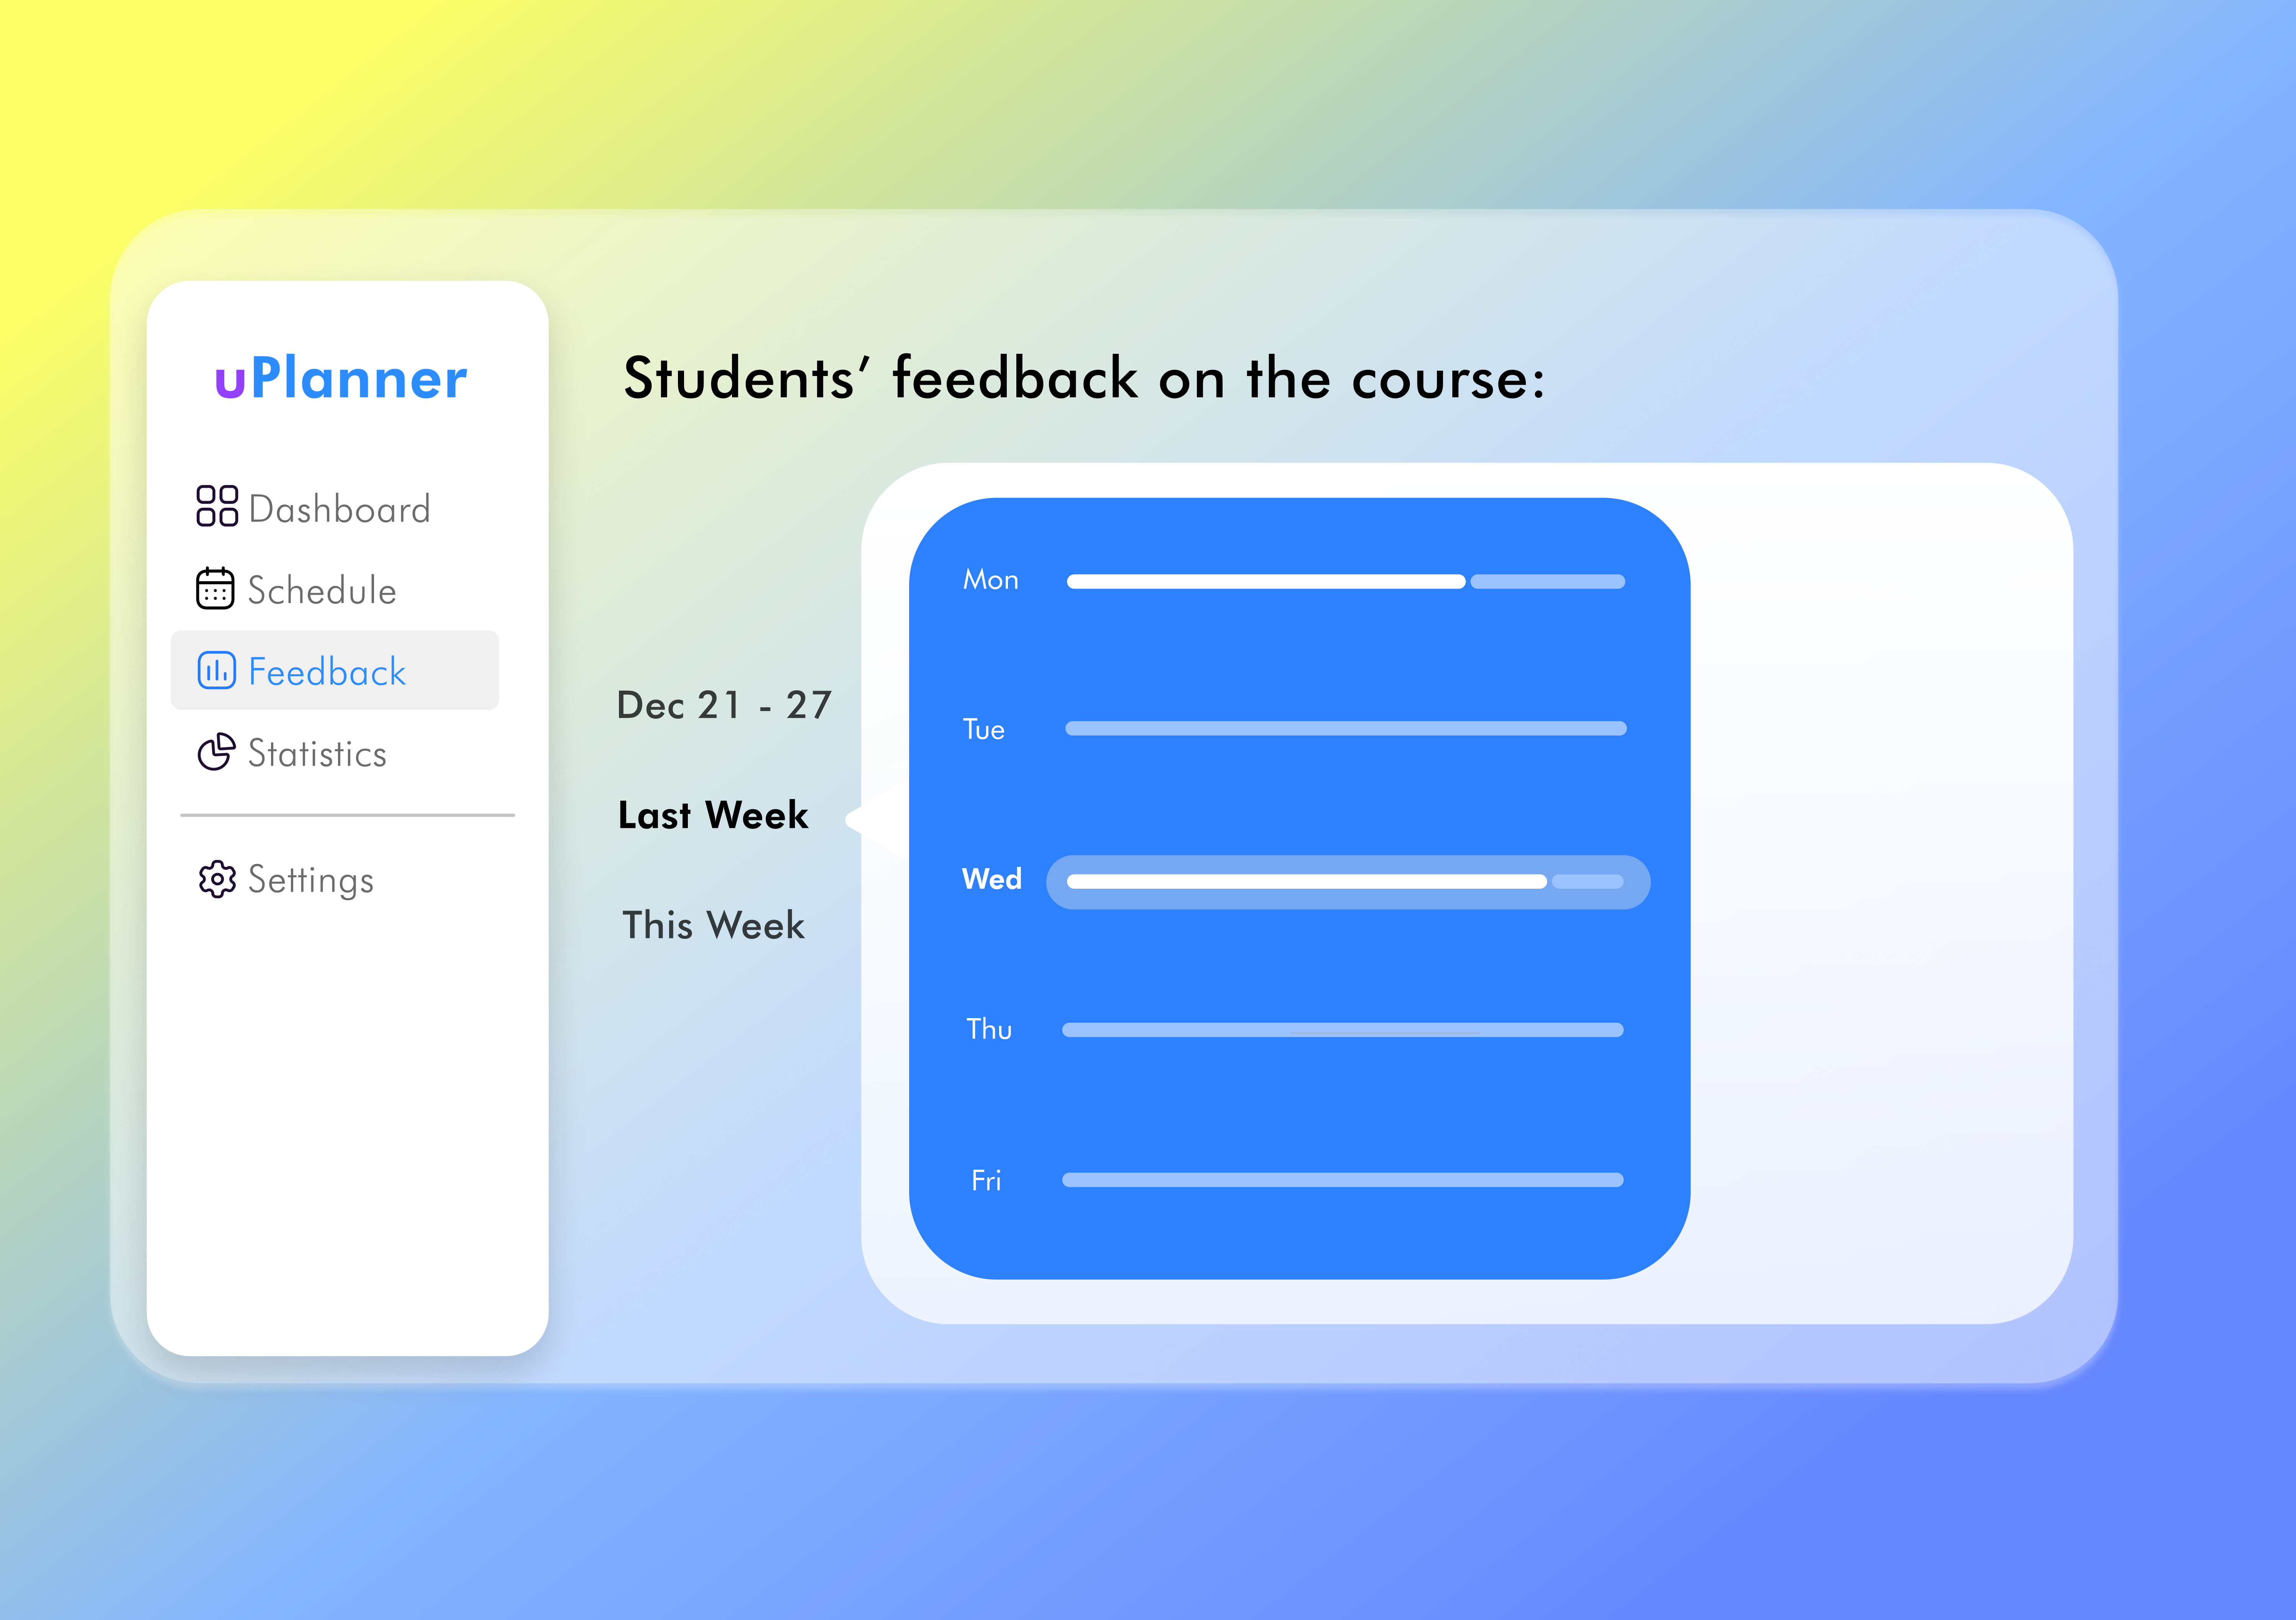 uPlanner
Dashboard
Schedule
Feedback
Statistics
Settings
Students’ feedback on the course:
Dec 21 - 27
Last Week
This Week
Mon
Tue
Wed
Thu
Fri